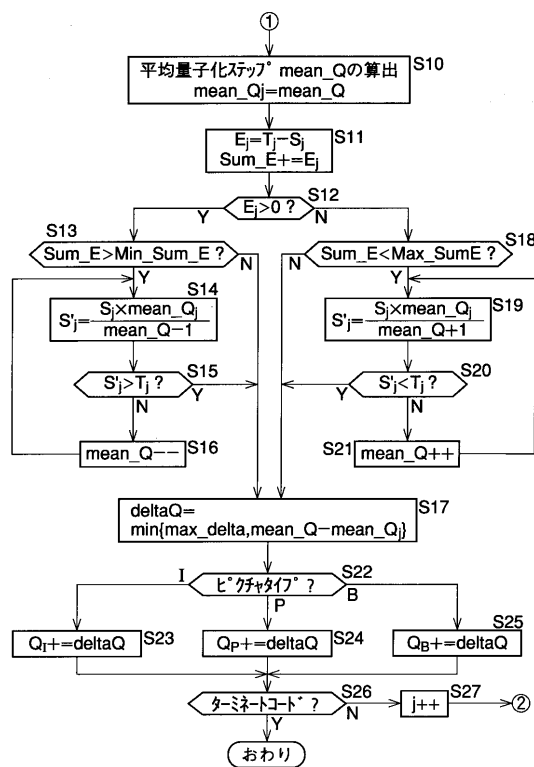 ①
S10
平均量子化ステップ mean_Qの算出
mean_Qj=mean_Q
S11
Ej=Tj−Sj
Sum_E+=Ej
S12
Ej>0 ?
Y
N
S13
Sum_E>Min_Sum_E ?
Y
N
S18
Sum_E<Max_SumE ?
N
Y
S14
S'j=Sj×mean_Qj/mean_Q−1
S19
S'j=Sj×mean_Qj/mean_Q+1
S15
S'j>Tj ?
Y
N
S20
S'j<Tj ?
Y
N
mean_Q−− S16
S21 mean_Q++
S17
deltaQ=
min{max_delta,mean_Q−mean_Qj}
S22
ピクチャタイプ ?
I
P
B
QI+=deltaQ S23
QP+=deltaQ S24
QB+=deltaQ S25
S26
ターミネートコード ?
Y
N
j++ S27
②
おわり